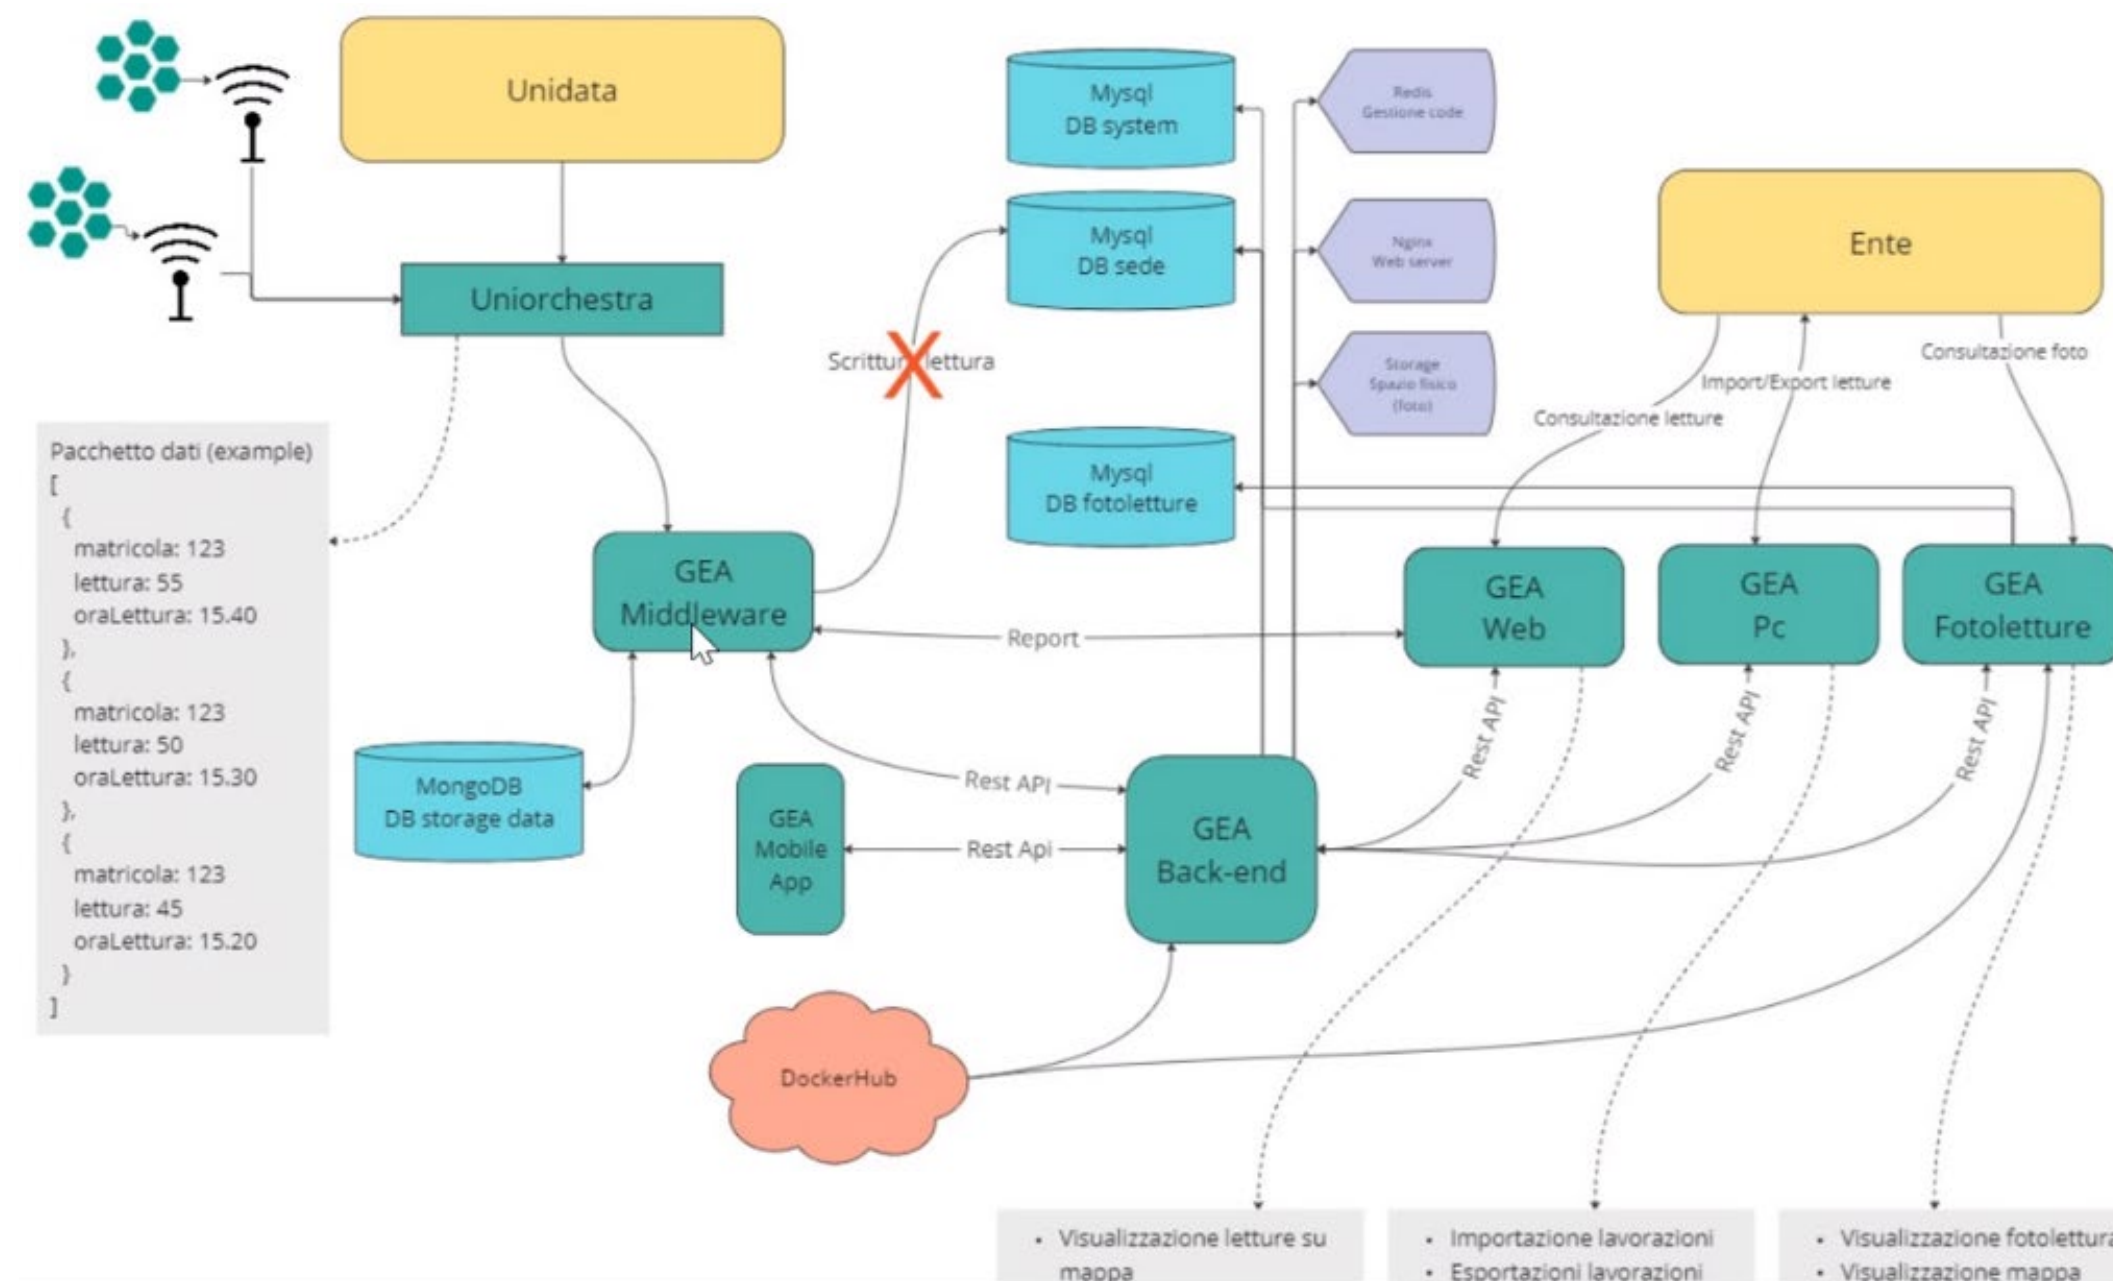 Unidata
Mysql
DB system
Redis
Gestione code
Mysql
DB sede
Nginx
Web server
Ente
Uniorchestra
Scrittur
lettura
Storage
Spazio fisico
(foto)
Consultazione foto
Import/Export letture
Consultazione letture
Pacchetto dati (example)
[
{
matricola: 123
lettura: 55
oraLettura: 15.40
},
{
matricola: 123
lettura: 50
oraLettura: 15.30
},
{
matricola: 123
lettura: 45
oraLettura: 15.20
}
]
Mysql
DB fotoletture
GEA
Middleware
GEA
Web
GEA
Pc
GEA
Fotoletture
Report
Rest API
Rest API
Rest API
MongoDB
DB storage data
Rest API
GEA
Mobile
App
Rest Api
GEA
Back-end
DockerHub
• Visualizzazione letture su
mappa
• Importazione lavorazioni
• Esportazioni lavorazioni
• Visualizzazione fotolettura
• Visualizzazione mappa